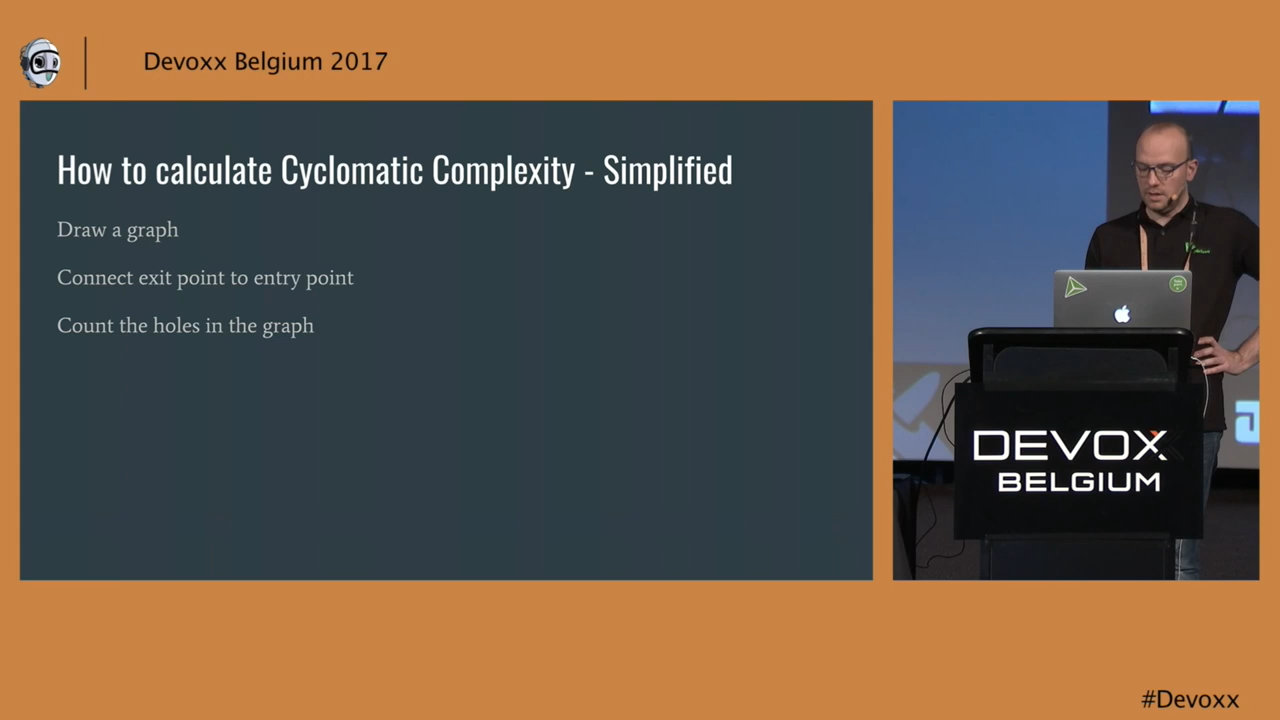 Devoxx Belgium 2017
How to calculate Cyclomatic Complexity - Simplified
Draw a graph
Connect exit point to entry point
Count the holes in the graph
DEVOXX
BELGIUM
#Devoxx